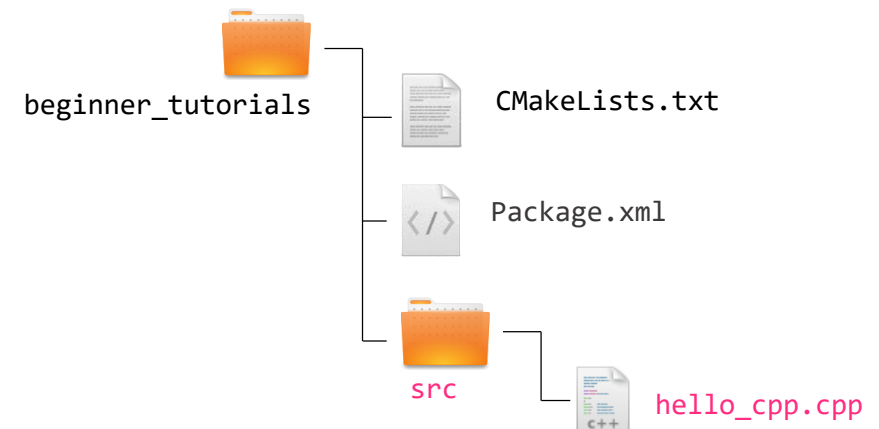 beginner_tutorials
CMakeLists.txt
</>
Package.xml
src
c++
hello_cpp.cpp